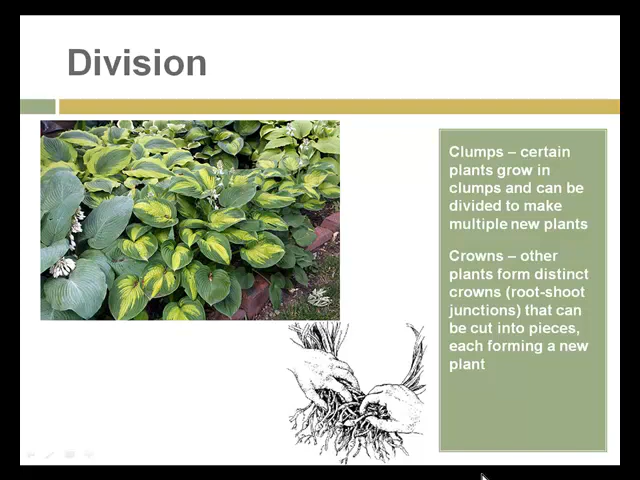 Division
Clumps – certain
plants grow in
clumps and can be
divided to make
multiple new plants
Crowns – other
plants form distinct
crowns (root-shoot
junctions) that can
be cut into pieces,
each forming a new
plant